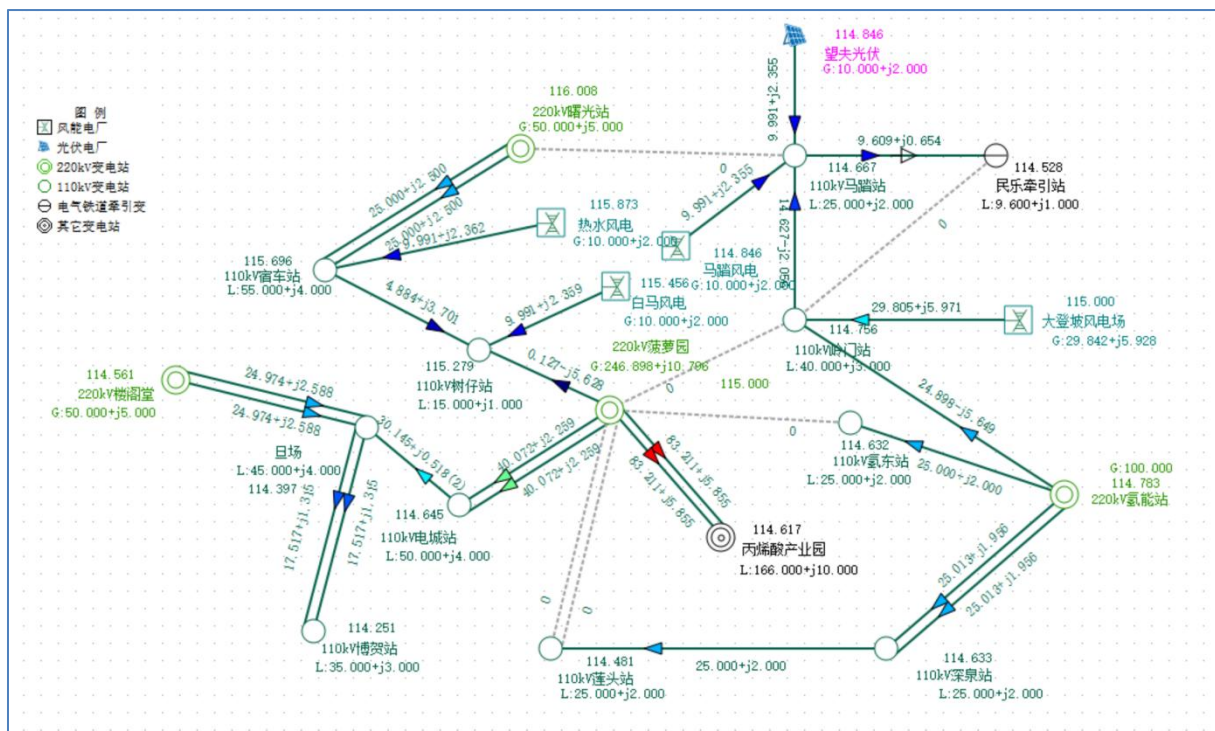 图 例
风能电厂
光伏电厂
220kV变电站
110kV变电站
电气铁道牵引变
其它变电站
114.846
望夫光伏
G:10.000+j2.000
9.991+j2.355
116.008
220kV曙光站
G:50.000+j5.000
0
9.609+j0.654
114.667
110kV马踏站
L:25.000+j2.000
114.528
民乐牵引站
L:9.600+j1.000
25.000+j2.500
25.000+j2.500
9.991+j2.362
115.873
热水风电
G:10.000+j2.000
9.991+j2.355
114.846
马踏风电
G:10.000+j2.000
0
115.696
110kV宿车站
L:55.000+j4.000
4.884+j3.701
9.991+j2.359
115.456
白马风电
G:10.000+j2.000
29.805+j5.971
115.000
大登坡风电场
G:29.842+j5.928
114.756
L:40.000+j3.000
115.279
110kV树仔站
L:15.000+j1.000
0.127-j5.628
220kV菠萝园
G:246.898+j10.796
115.000
0
114.561
220kV楼阁堂
G:50.000+j5.000
24.974+j2.588
24.974+j2.588
旦场
L:45.000+j4.000
114.397
40.072+j2.259
40.072+j2.259
83.211+j5.855
83.211+j5.855
0
114.632
110kV氢东站
L:25.000+j2.000
24.898-j5.649
25.000+j2.000
G:100.000
114.783
220kV氢能站
114.645
110kV电城站
L:50.000+j4.000
114.617
丙烯酸产业园
L:166.000+j10.000
17.517+j1.315
17.517+j1.315
25.013+j1.956
25.013+j1.956
0
0
114.251
110kV博贺站
L:35.000+j3.000
114.481
110kV莲头站
L:25.000+j2.000
25.000+j2.000
114.633
110kV深泉站
L:25.000+j2.000